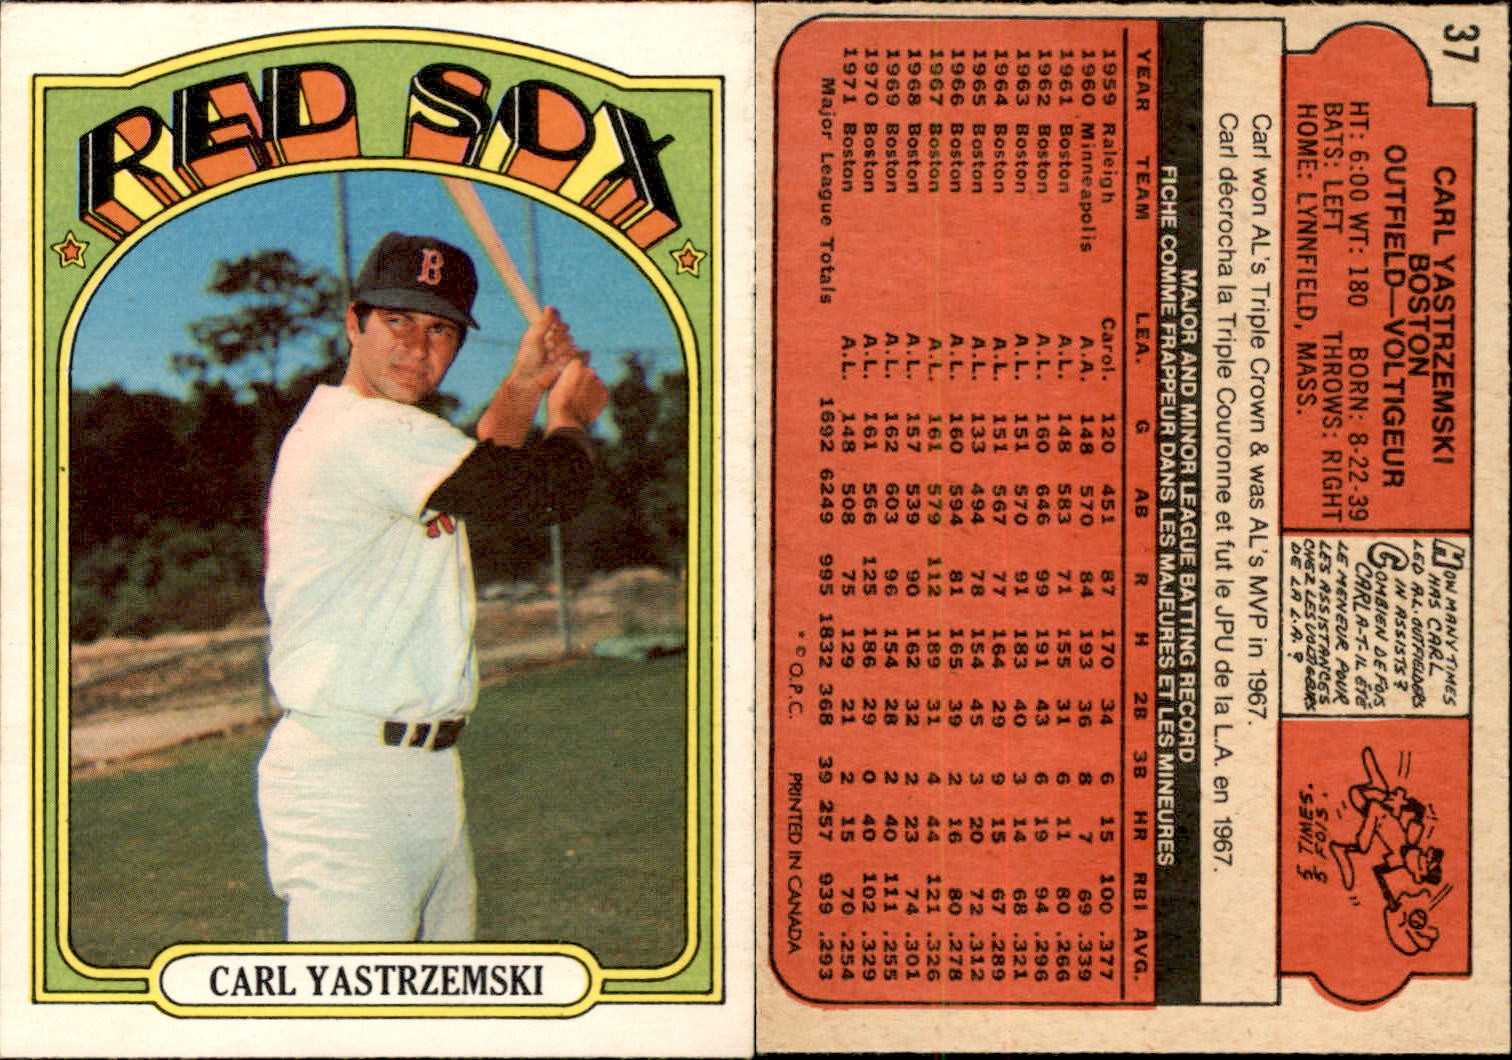 RED SOX
B
CARL YASTRZEMSKI
37
CARL YASTRZEMSKI
BOSTON
OUTFIELD—VOLTIGEUR
HT: 6:00 WT: 180 BORN: 8-22-39
BATS: LEFT THROWS: RIGHT
HOME: LYNNFIELD, MASS.
HOW MANY TIMES
HAS CARL
LED A.L. OUTFIELDERS
IN ASSISTS?
COMBIEN DE FOIS
CARL A-T-IL ÉTÉ
LE MENEUR POUR
LES ASSISTANCES
CHEZ LES VOLTIGEURS
DE LA L.A.?
5 FOIS.
5 TIMES.
Carl won AL's Triple Crown & was AL's MVP in 1967.
Carl décrocha la Triple Couronne et fut le JPU de la L.A. en 1967.
MAJOR AND MINOR LEAGUE BATTING RECORD
FICHE COMME FRAPPEUR DANS LES MAJEURES ET LES MINEURES
YEAR TEAM LEA. G AB R H 2B 3B HR RBI AVG.
1959 Raleigh Carol. 120 451 87 170 34 6 15 100 .377
1960 Minneapolis A.A. 148 570 84 193 36 8 7 69 .339
1961 Boston A.L. 148 583 71 155 31 6 11 80 .266
1962 Boston A.L. 160 646 99 191 43 6 19 94 .296
1963 Boston A.L. 151 570 91 183 40 3 14 68 .321
1964 Boston A.L. 151 567 77 164 29 9 15 67 .289
1965 Boston A.L. 133 494 78 154 45 3 20 72 .312
1966 Boston A.L. 160 594 81 165 39 2 16 80 .278
1967 Boston A.L. 161 579 112 189 31 4 44 121 .326
1968 Boston A.L. 157 539 90 162 32 2 23 74 .301
1969 Boston A.L. 162 603 96 154 28 2 40 111 .255
1970 Boston A.L. 161 566 125 186 29 0 40 102 .329
1971 Boston A.L. 148 508 75 129 21 2 15 70 .254
Major League Totals 1692 6249 995 1832 368 39 257 939 .293
* © O.P.C. PRINTED IN CANADA